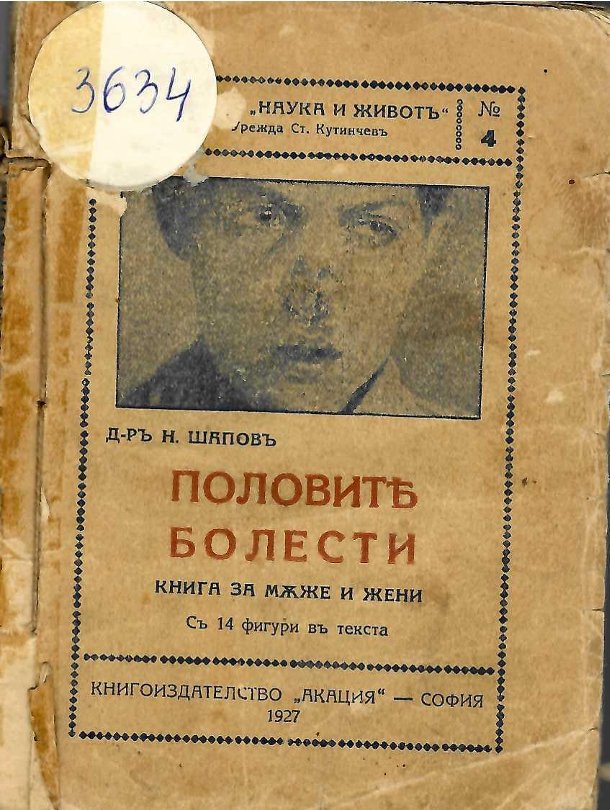 3634
„НАУКА И ЖИВОТЪ“
Урежда Ст. Кутинчевъ
№
4
Д-РЪ Н. ШАПОВЪ
ПОЛОВИТѢ
БОЛЕСТИ
КНИГА ЗА МѪЖЕ И ЖЕНИ
Съ 14 фигури въ текста
КНИГОИЗДАТЕЛСТВО „АКАЦИЯ“ — СОФИЯ
1927